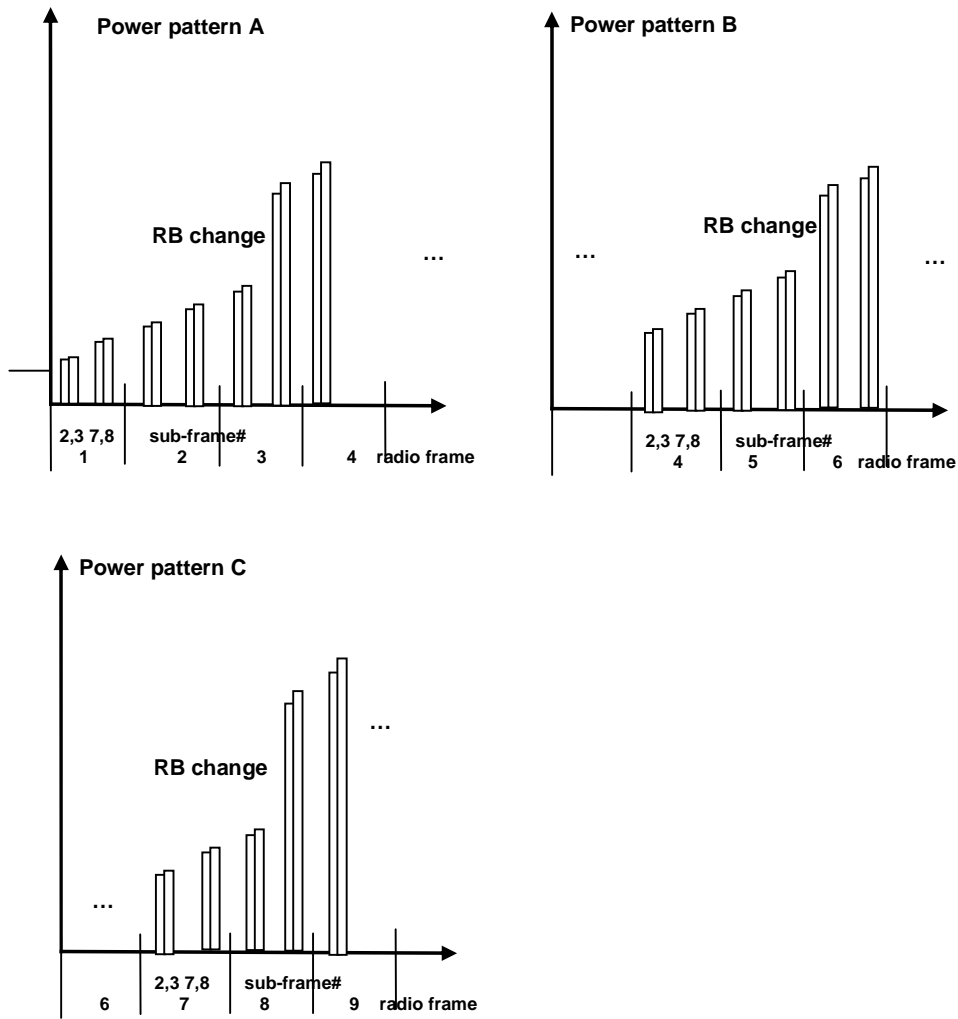 Power pattern A
RB change
...
2,3 7,8 sub-frame#
1 2 3 4 radio frame
Power pattern B
RB change
...
...
2,3 7,8 sub-frame#
4 5 6 radio frame
Power pattern C
...
RB change
...
2,3 7,8 sub-frame#
6 7 8 9 radio frame